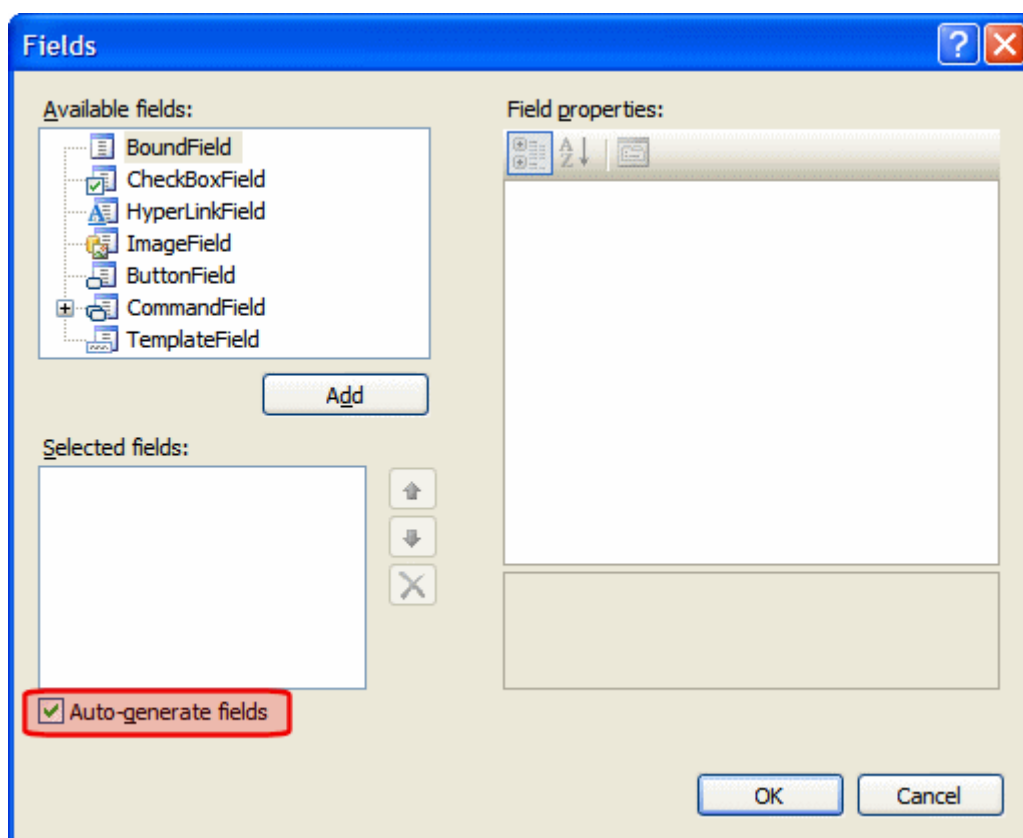 Fields
Available fields:
BoundField
CheckBoxField
HyperLinkField
ImageField
ButtonField
CommandField
TemplateField
Add
Selected fields:
Auto-generate fields
Field properties:
OK
Cancel